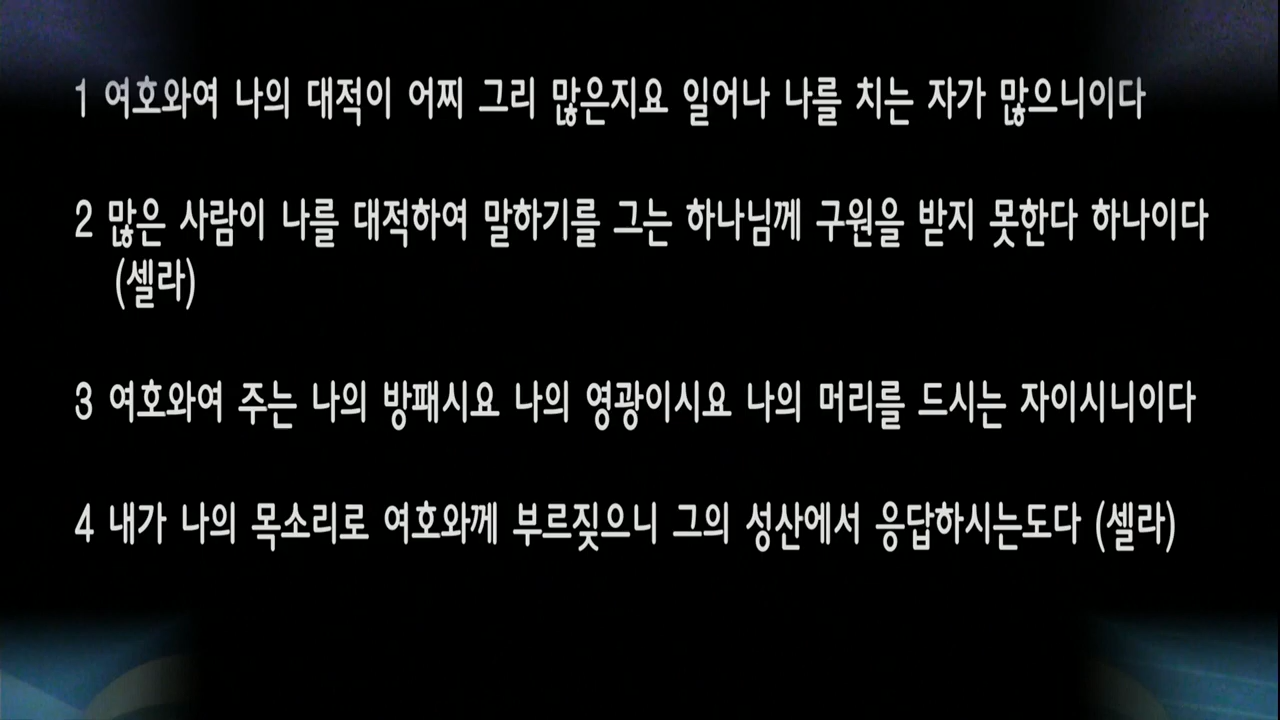 1 여호와여 나의 대적이 어찌 그리 많은지요 일어나 나를 치는 자가 많으니이다
2 많은 사람이 나를 대적하여 말하기를 그는 하나님께 구원을 받지 못한다 하나이다
(셀라)
3 여호와여 주는 나의 방패시요 나의 영광이시요 나의 머리를 드시는 자이시니이다
4 내가 나의 목소리로 여호와께 부르짖으니 그의 성산에서 응답하시는도다 (셀라)